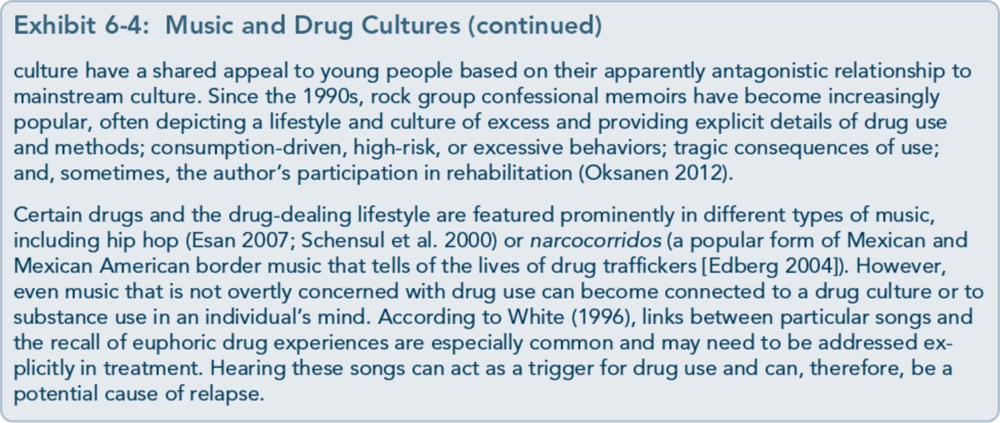 Exhibit 6-4: Music and Drug Cultures (continued)
culture have a shared appeal to young people based on their apparently antagonistic relationship to
mainstream culture. Since the 1990s, rock group confessional memoirs have become increasingly
popular, often depicting a lifestyle and culture of excess and providing explicit details of drug use
and methods; consumption-driven, high-risk, or excessive behaviors; tragic consequences of use;
and, sometimes, the author’s participation in rehabilitation (Oksanen 2012).
Certain drugs and the drug-dealing lifestyle are featured prominently in different types of music,
including hip hop (Esan 2007; Schensul et al. 2000) or narcocorridos (a popular form of Mexican and
Mexican American border music that tells of the lives of drug traffickers [Edberg 2004]). However,
even music that is not overtly concerned with drug use can become connected to a drug culture or to
substance use in an individual’s mind. According to White (1996), links between particular songs and
the recall of euphoric drug experiences are especially common and may need to be addressed ex-
plicitly in treatment. Hearing these songs can act as a trigger for drug use and can, therefore, be a
potential cause of relapse.